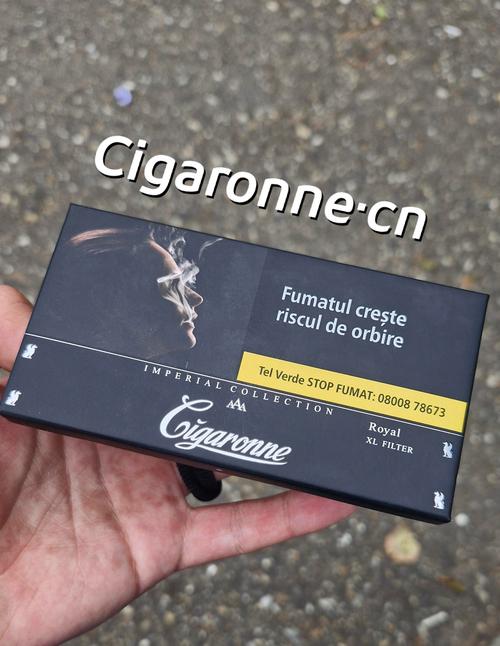 Cigaronne·cn
Fumatul crește
riscul de orbire
Tel Verde STOP FUMAT: 08008 78673
IMPERIAL COLLECTION
Cigaronne
Royal
XL FILTER